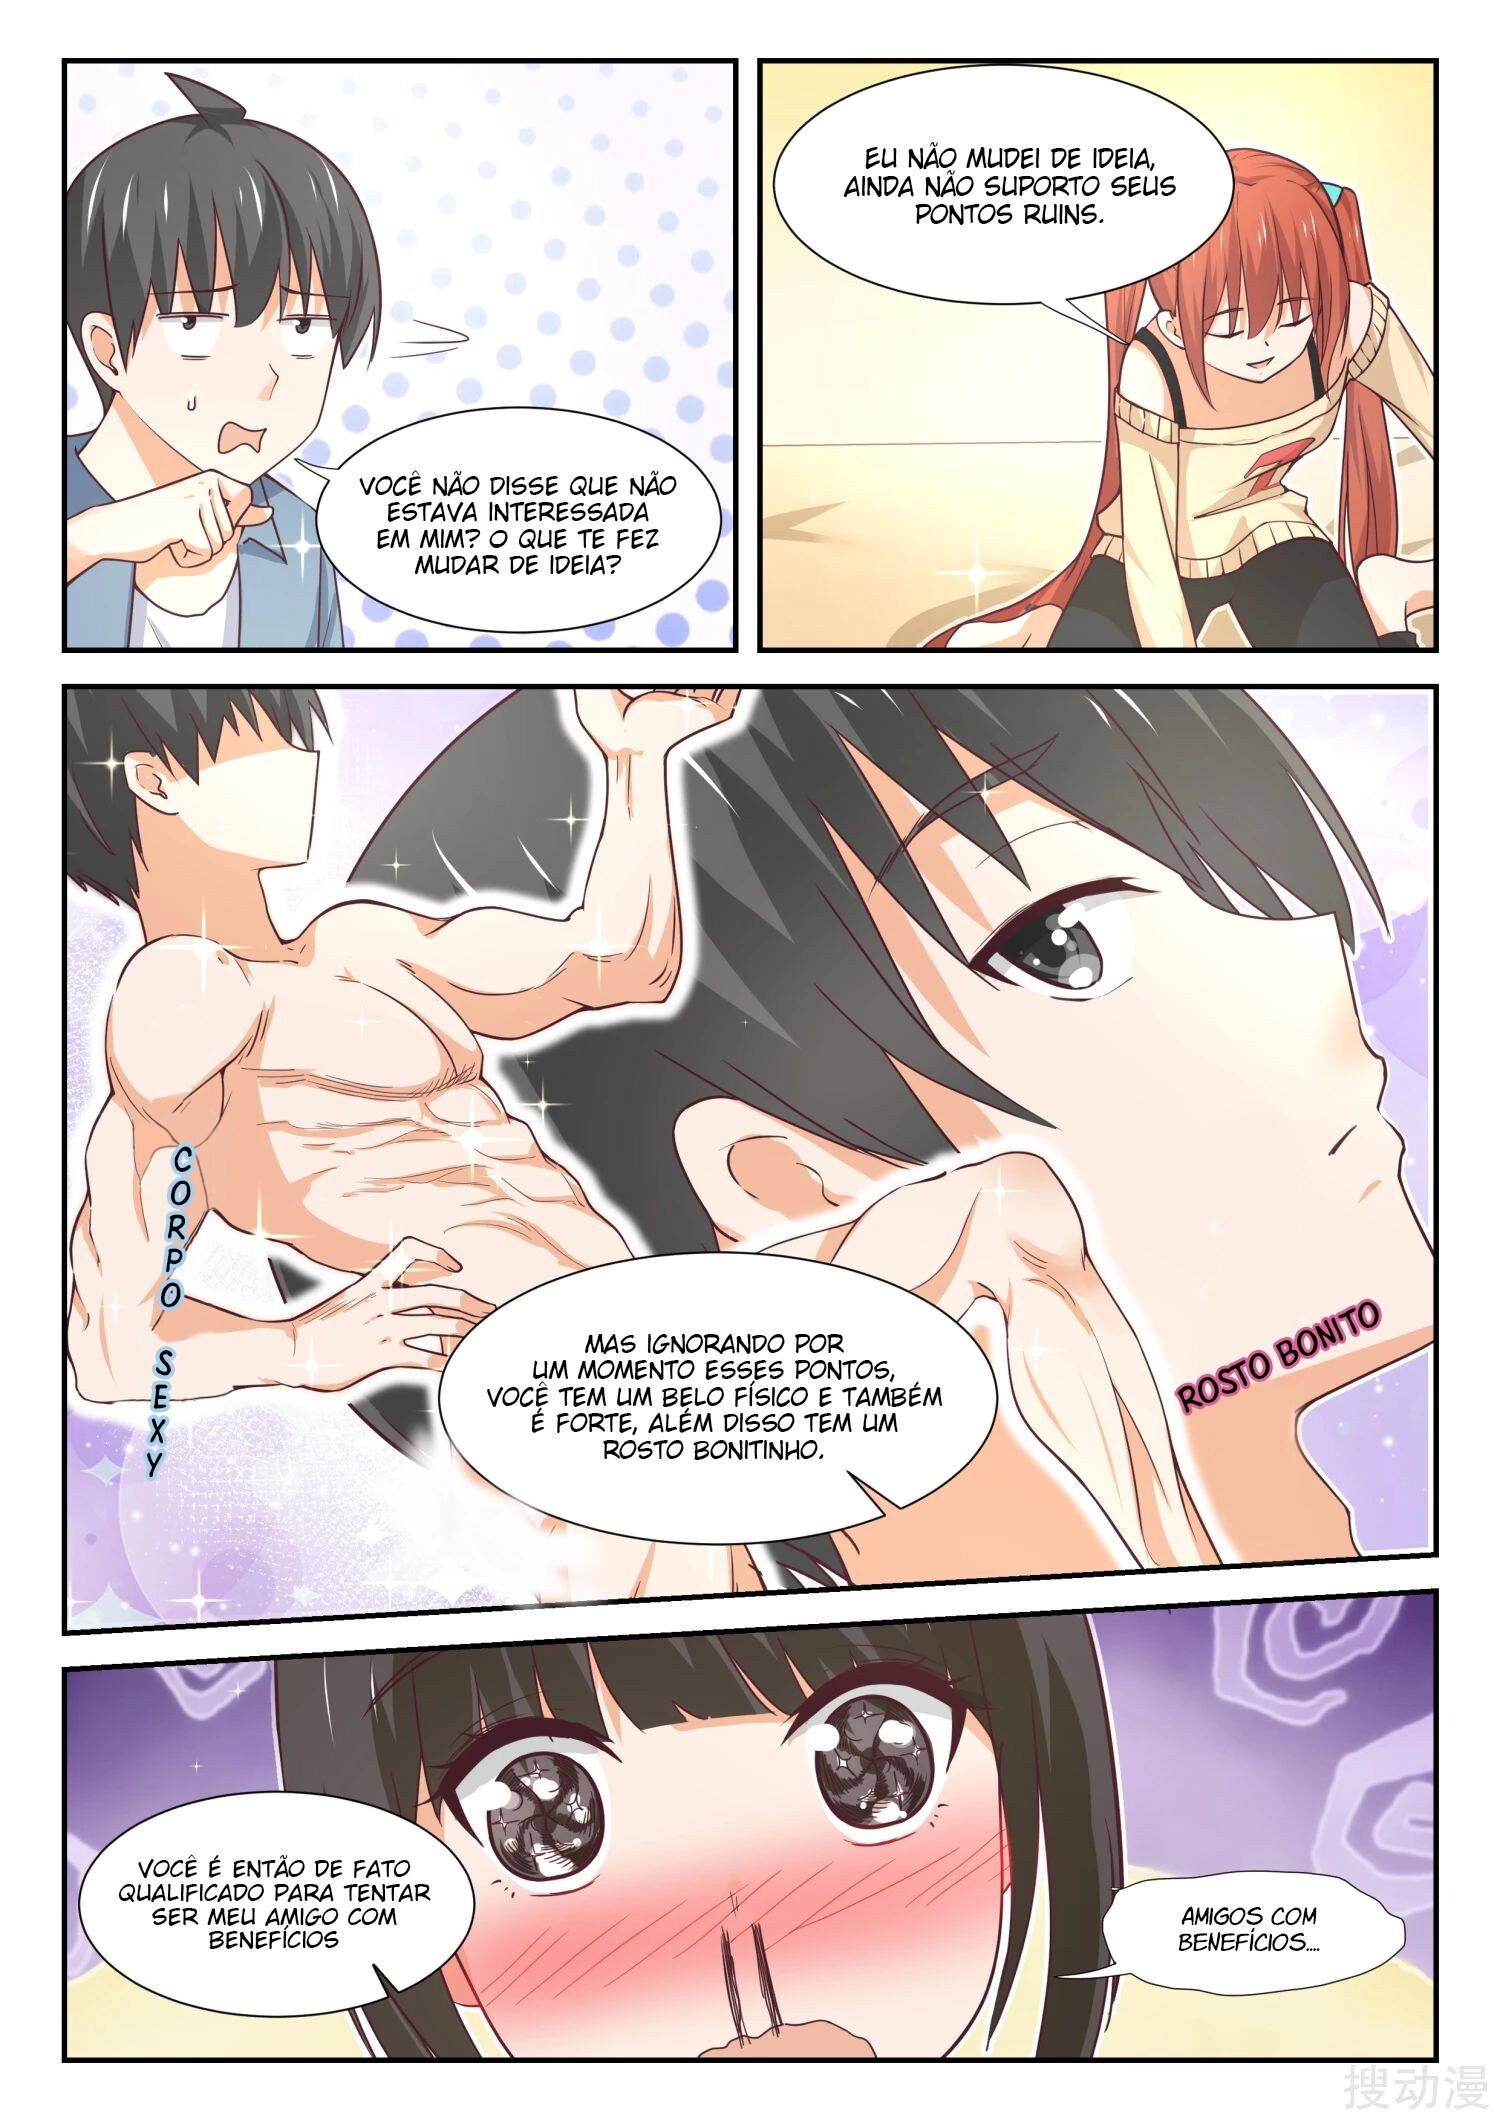 VOCÊ NÃO DISSE QUE NÃO
ESTAVA INTERESSADA
EM MIM? O QUE TE FEZ
MUDAR DE IDEIA?
EU NÃO MUDEI DE IDEIA,
AINDA NÃO SUPORTO SEUS
PONTOS RUINS.
CORPO SEXY
MAS IGNORANDO POR
UM MOMENTO ESSES PONTOS,
VOCÊ TEM UM BELO FÍSICO E TAMBÉM
É FORTE, ALÉM DISSO TEM UM
ROSTO BONITINHO.
ROSTO BONITO
VOCÊ É ENTÃO DE FATO
QUALIFICADO PARA TENTAR
SER MEU AMIGO COM
BENEFÍCIOS
AMIGOS COM
BENEFÍCIOS....
搜动漫